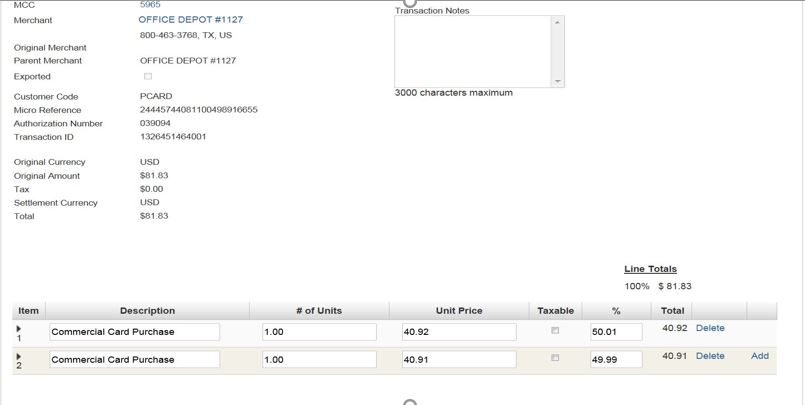 MCC 5965
Merchant OFFICE DEPOT #1127
800-463-3768, TX, US
Original Merchant
Parent Merchant OFFICE DEPOT #1127
Exported
Customer Code PCARD
Micro Reference 24445744081100498916655
Authorization Number 039094
Transaction ID 1326451464001
Original Currency USD
Original Amount $81.83
Tax $0.00
Settlement Currency USD
Total $81.83
Transaction Notes
3000 characters maximum
Line Totals
100% $ 81.83
Item Description # of Units Unit Price Taxable % Total
1 Commercial Card Purchase 1.00 40.92 50.01 40.92 Delete
2 Commercial Card Purchase 1.00 40.91 49.99 40.91 Delete Add